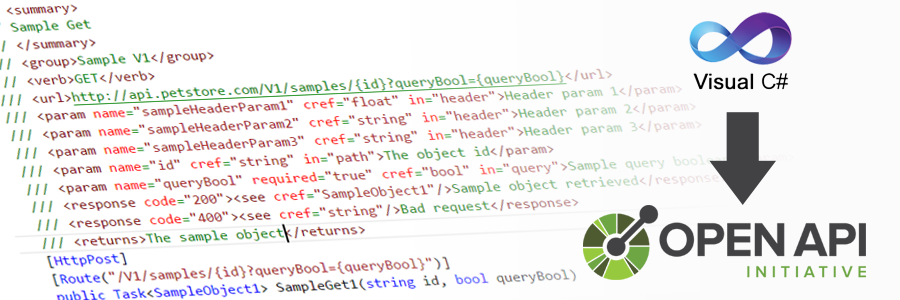 <summary>
Sample Get
</summary>
<group>Sample V1</group>
<verb>GET</verb>
/// <url>http://api.petstore.com/V1/samples/{id}?queryBool={queryBool}</url>
/// <param name="sampleHeaderParam1" cref="float" in="header">Header param 1</param>
/// <param name="sampleHeaderParam2" cref="string" in="header">Header param 2</param>
/// <param name="sampleHeaderParam3" cref="string" in="header">Header param 3</param>
/// <param name="id" cref="string" in="path">The object id</param>
/// <param name="queryBool" required="true" cref="bool" in="query">Sample query bool
/// <response code="200"><see cref="SampleObject1"/>Sample object retrieved</response>
/// <response code="400"><see cref="string"/>Bad request</response>
/// <returns>The sample object</returns>
[HttpPost]
[Route("/V1/samples/{id}?queryBool={queryBool}")]
public Task<SampleObject1> SampleGet1(string id, bool queryBool)
Visual C#
OPEN API
INITIATIVE